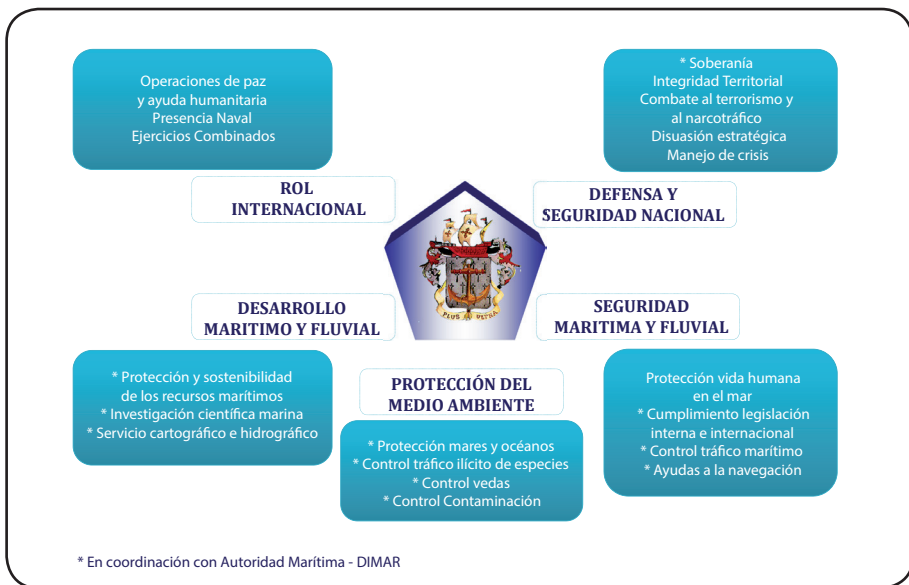 Operaciones de paz
y ayuda humanitaria
Presencia Naval
Ejercicios Combinados
* Soberanía
Integridad Territorial
Combate al terrorismo y
al narcotráfico
Disuasión estratégica
Manejo de crisis
ROL
INTERNACIONAL
DEFENSA Y
SEGURIDAD NACIONAL
PLUS VLTRA
DESARROLLO
MARITIMO Y FLUVIAL
SEGURIDAD
MARITIMA Y FLUVIAL
* Protección y sostenibilidad
de los recursos marítimos
* Investigación científica marina
* Servicio cartográfico e hidrográfico
PROTECCIÓN DEL
MEDIO AMBIENTE
* Protección mares y océanos
* Control tráfico ilícito de especies
* Control vedas
* Control Contaminación
Protección vida humana
en el mar
* Cumplimiento legislación
interna e internacional
* Control tráfico marítimo
* Ayudas a la navegación
* En coordinación con Autoridad Marítima - DIMAR